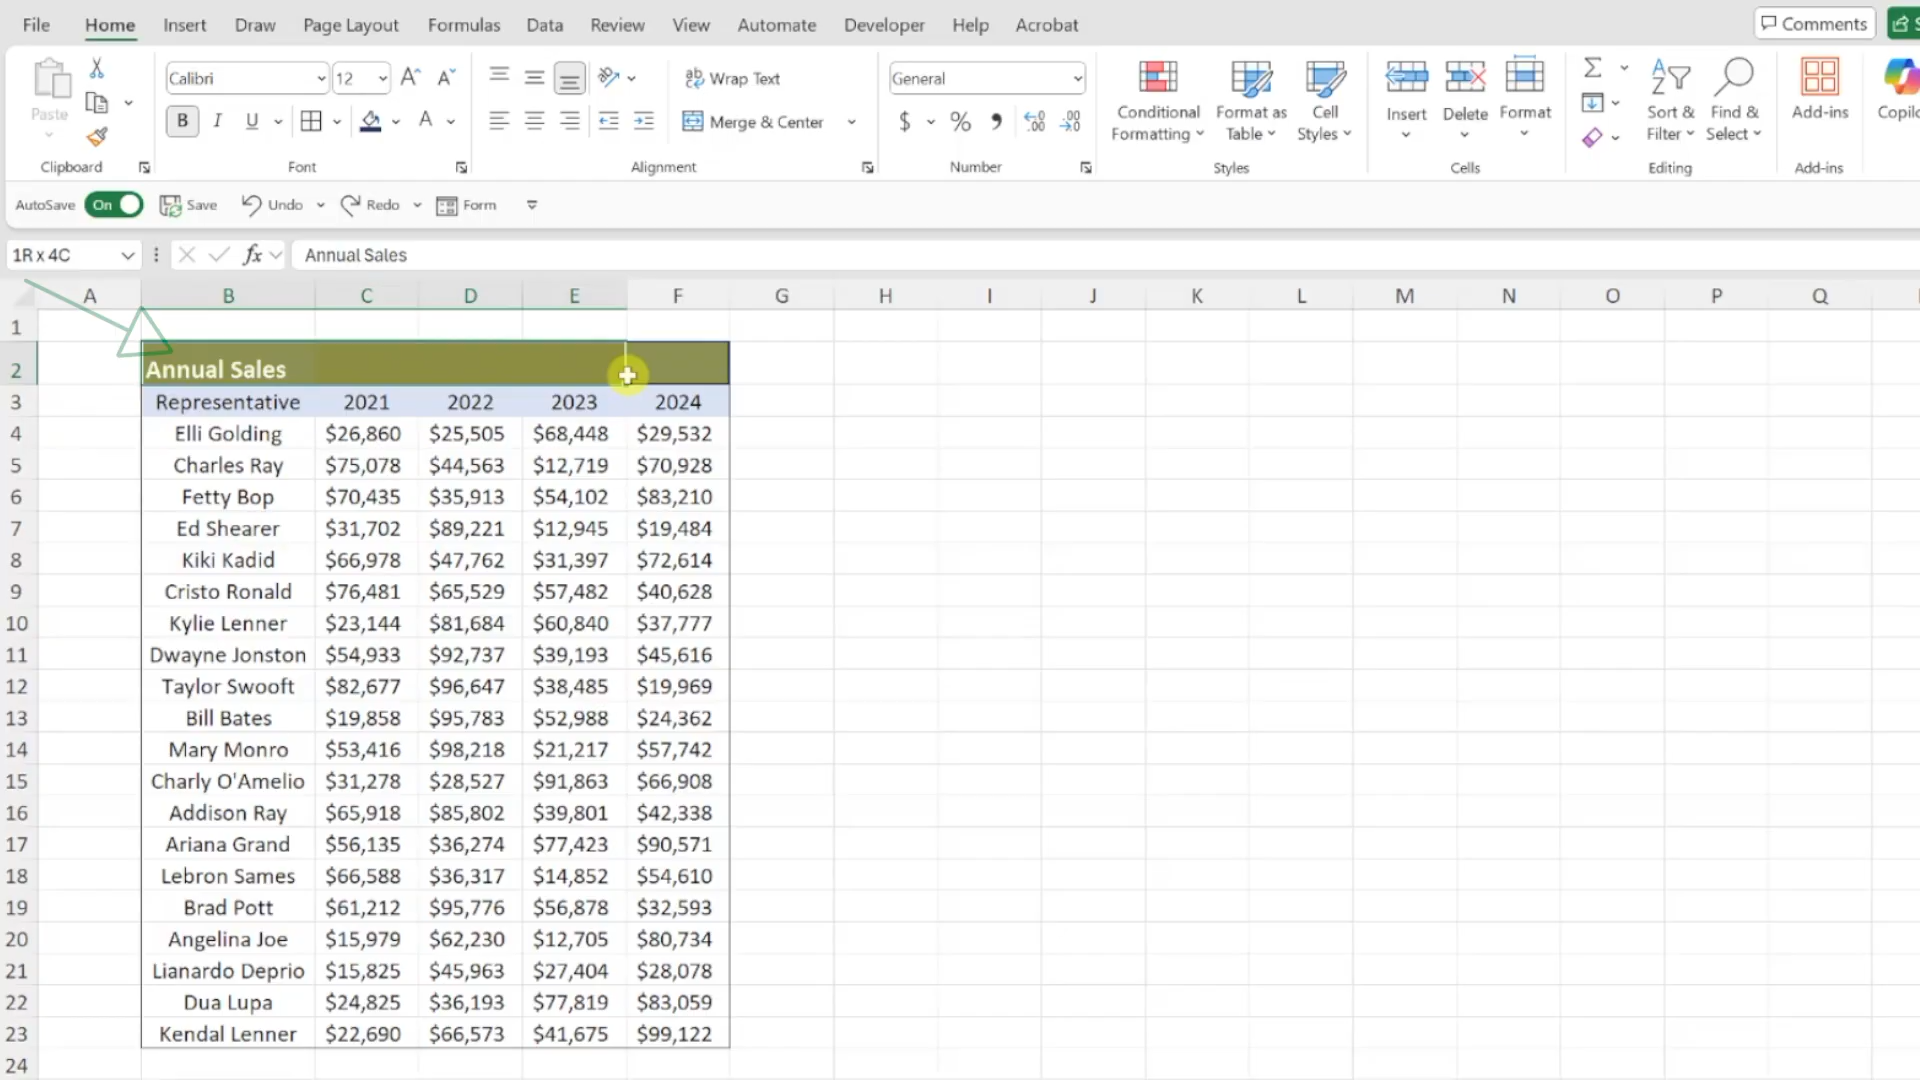 File Home Insert Draw Page Layout Formulas Data Review View Automate Developer Help Acrobat Comments
Paste
Clipboard
Calibri 12
B I U A
Font
Wrap Text
Merge & Center
Alignment
General
$ % 9
Number
Conditional Formatting
Format as Table
Cell Styles
Styles
Insert Delete Format
Cells
Sort & Filter
Find & Select
Editing
Add-ins
Add-ins
AutoSave On Save Undo Redo Form
1R x 4C fx Annual Sales
A B C D E F G H I J K L M N O P Q
1
2 Annual Sales
3 Representative 2021 2022 2023 2024
4 Elli Golding $26,860 $25,505 $68,448 $29,532
5 Charles Ray $75,078 $44,563 $12,719 $70,928
6 Fetty Bop $70,435 $35,913 $54,102 $83,210
7 Ed Shearer $31,702 $89,221 $12,945 $19,484
8 Kiki Kadid $66,978 $47,762 $31,397 $72,614
9 Cristo Ronald $76,481 $65,529 $57,482 $40,628
10 Kylie Lenner $23,144 $81,684 $60,840 $37,777
11 Dwayne Jonston $54,933 $92,737 $39,193 $45,616
12 Taylor Swooft $82,677 $96,647 $38,485 $19,969
13 Bill Bates $19,858 $95,783 $52,988 $24,362
14 Mary Monro $53,416 $98,218 $21,217 $57,742
15 Charly O'Amelio $31,278 $28,527 $91,863 $66,908
16 Addison Ray $65,918 $85,802 $39,801 $42,338
17 Ariana Grand $56,135 $36,274 $77,423 $90,571
18 Lebron Sames $66,588 $36,317 $14,852 $54,610
19 Brad Pott $61,212 $95,776 $56,878 $32,593
20 Angelina Joe $15,979 $62,230 $12,705 $80,734
21 Lianardo Deprio $15,825 $45,963 $27,404 $28,078
22 Dua Lupa $24,825 $36,193 $77,819 $83,059
23 Kendal Lenner $22,690 $66,573 $41,675 $99,122
24